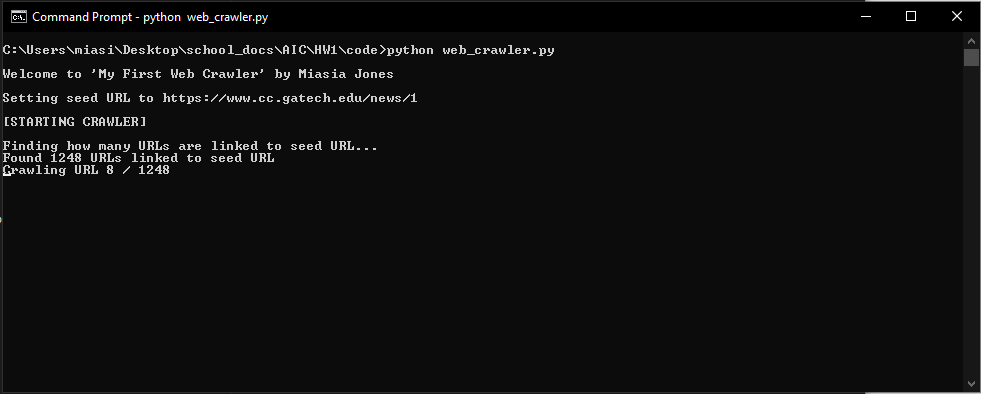 Command Prompt - python  web_crawler.py
C:\Users\miasi\Desktop\school_docs\AIC\HW1\code>python web_crawler.py
Welcome to 'My First Web Crawler' by Miasia Jones
Setting seed URL to https://www.cc.gatech.edu/news/1
[STARTING CRAWLER]
Finding how many URLs are linked to seed URL...
Found 1248 URLs linked to seed URL
Crawling URL 8 / 1248